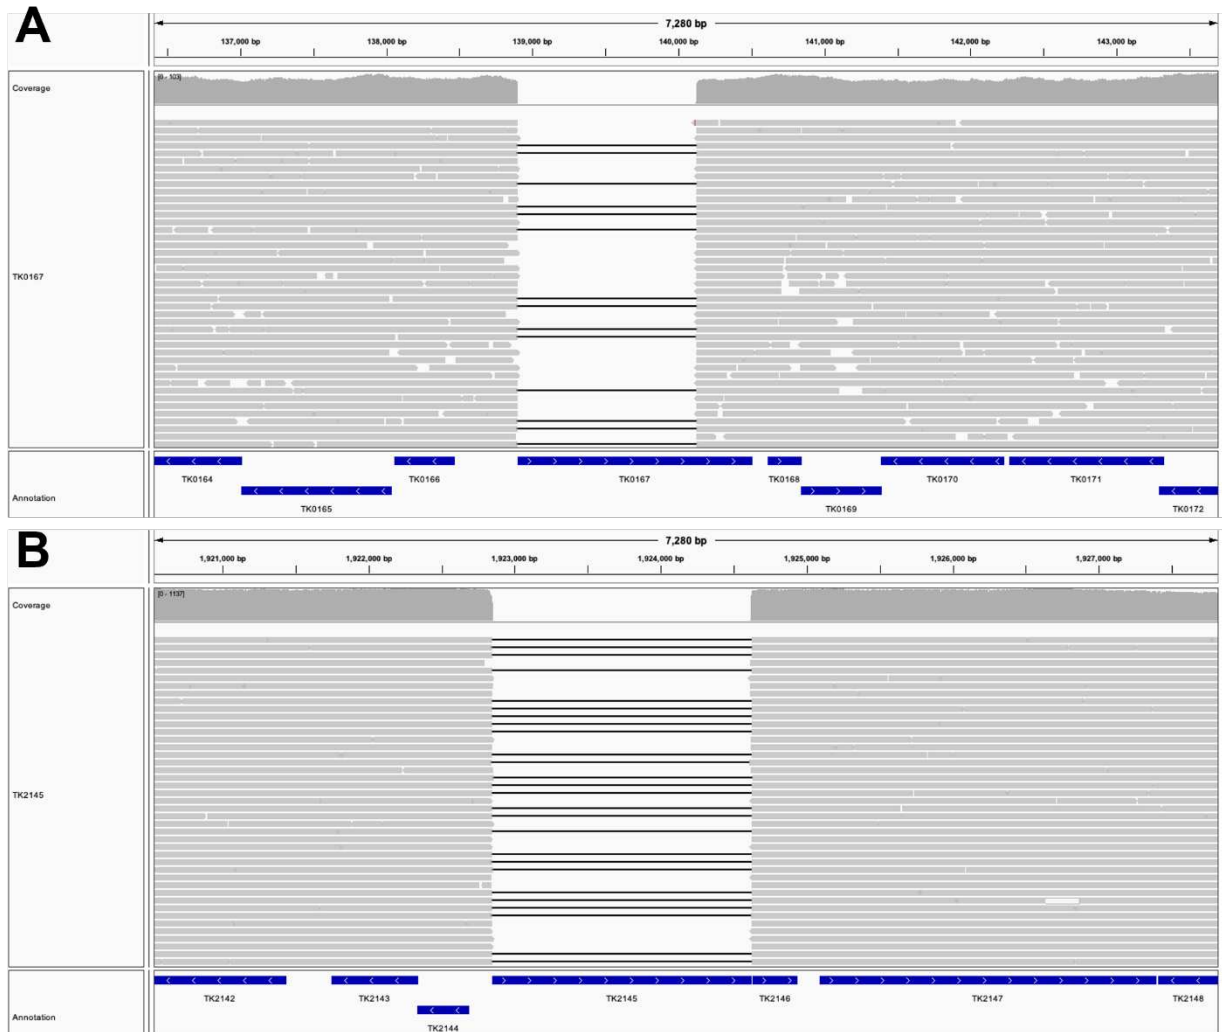 A
7,280 bp
137,000 bp 138,000 bp 139,000 bp 140,000 bp 141,000 bp 142,000 bp 143,000 bp
Coverage
[0 - 103]
TK0167
TK0164 TK0166 TK0167 TK0168 TK0170 TK0171
Annotation
TK0165 TK0169 TK0172
B
7,280 bp
1,921,000 bp 1,922,000 bp 1,923,000 bp 1,924,000 bp 1,925,000 bp 1,926,000 bp 1,927,000 bp
Coverage
[0 - 1137]
TK2145
TK2142 TK2143 TK2145 TK2146 TK2147 TK2148
Annotation
TK2144